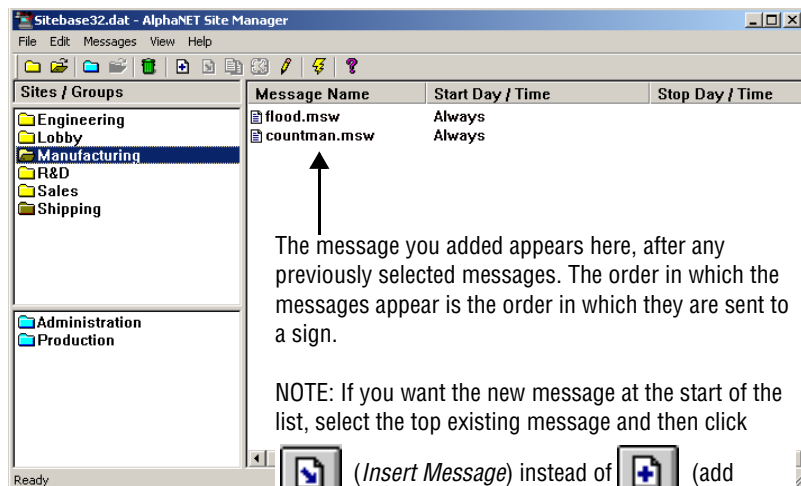 Sitebase32.dat - AlphaNET Site Manager
File Edit Messages View Help
Sites / Groups
Message Name Start Day / Time Stop Day / Time
Engineering
Lobby
Manufacturing
R&D
Sales
Shipping
flood.msw Always
countman.msw Always
The message you added appears here, after any
previously selected messages. The order in which the
messages appear is the order in which they are sent to
a sign.
Administration
Production
NOTE: If you want the new message at the start of the
list, select the top existing message and then click
(Insert Message) instead of (add
Ready